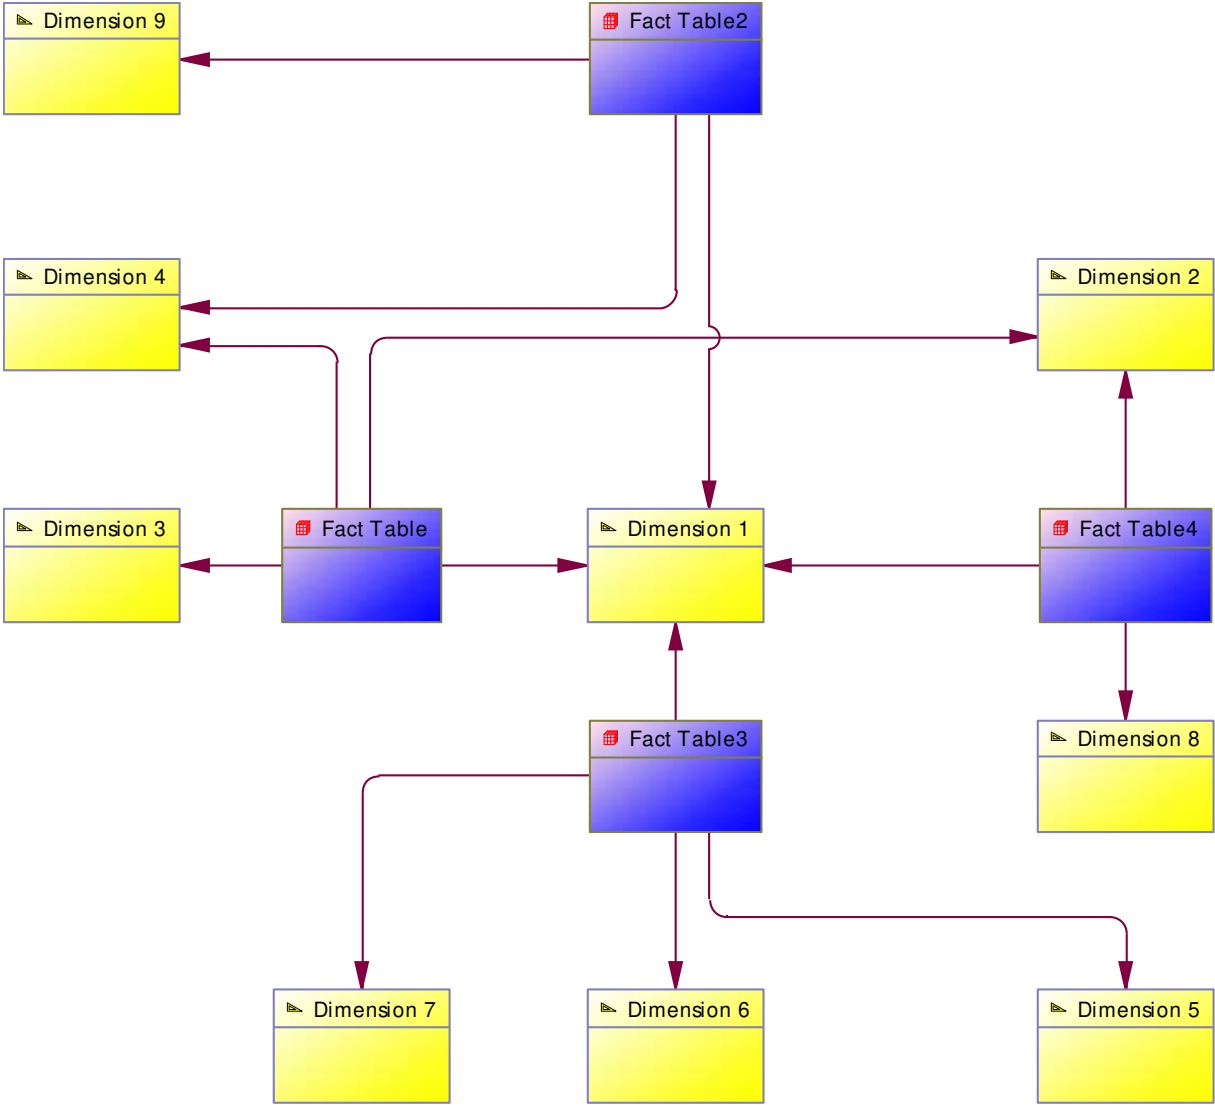 Dimension 9
Fact Table2
Dimension 4
Dimension 2
Dimension 3
Fact Table
Dimension 1
Fact Table4
Fact Table3
Dimension 8
Dimension 7
Dimension 6
Dimension 5